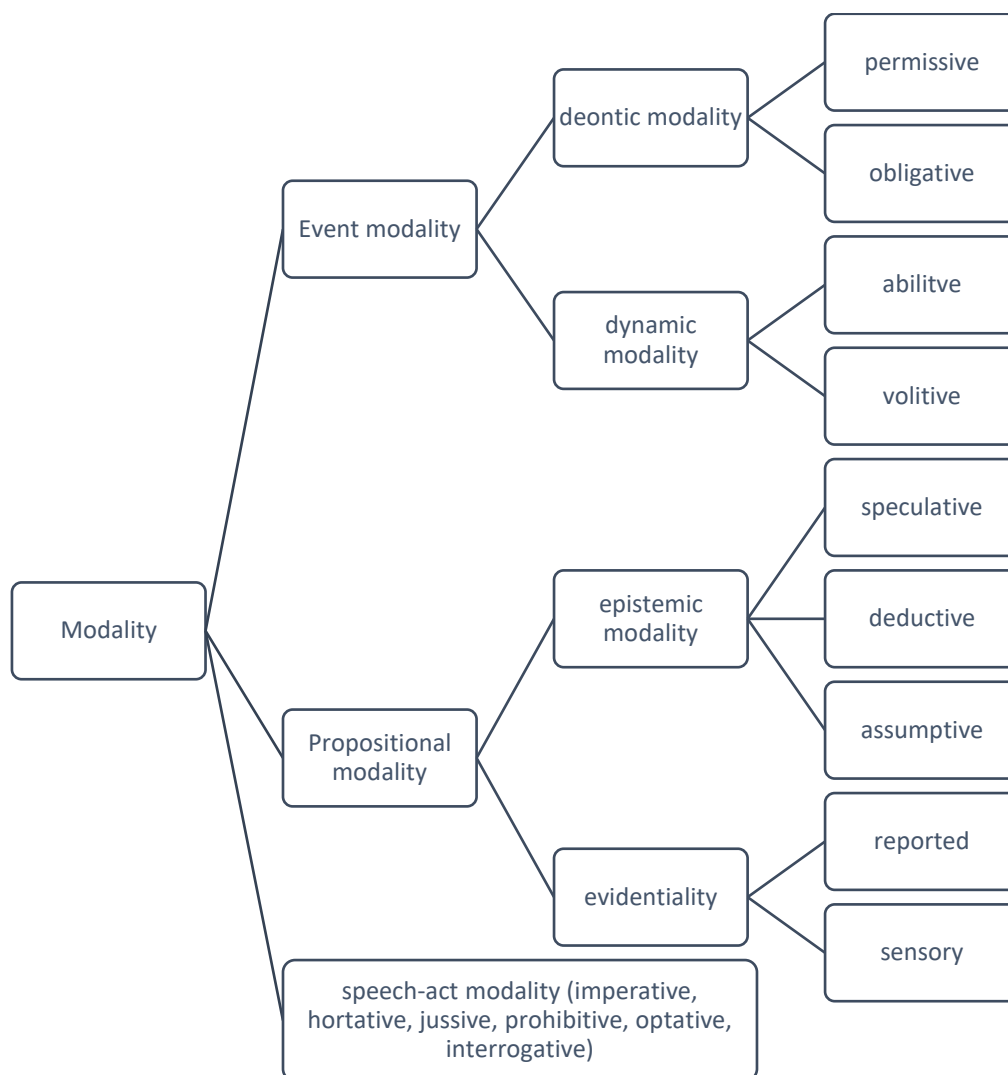 permissive
deontic modality
obligative
Event modality
abilitve
dynamic
modality
volitive
speculative
Modality
epistemic
modality
deductive
Propositional
modality
assumptive
reported
evidentiality
sensory
speech-act modality (imperative,
hortative, jussive, prohibitive, optative,
interrogative)